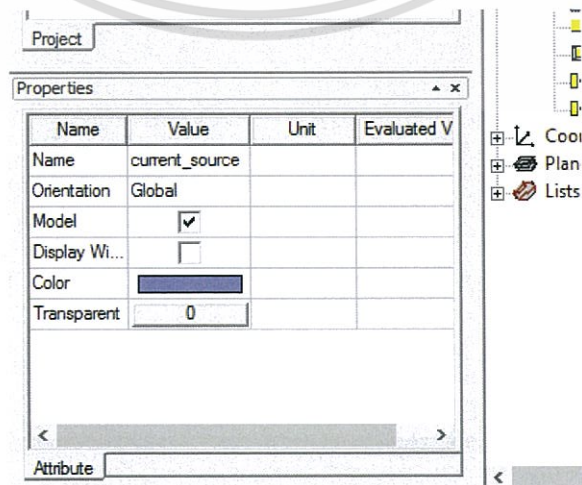 Project
Properties
Name Value Unit Evaluated V
Name current_source
Orientation Global
Model
Display Wi...
Color
Transparent 0
Attribute
Coor
Plan
Lists